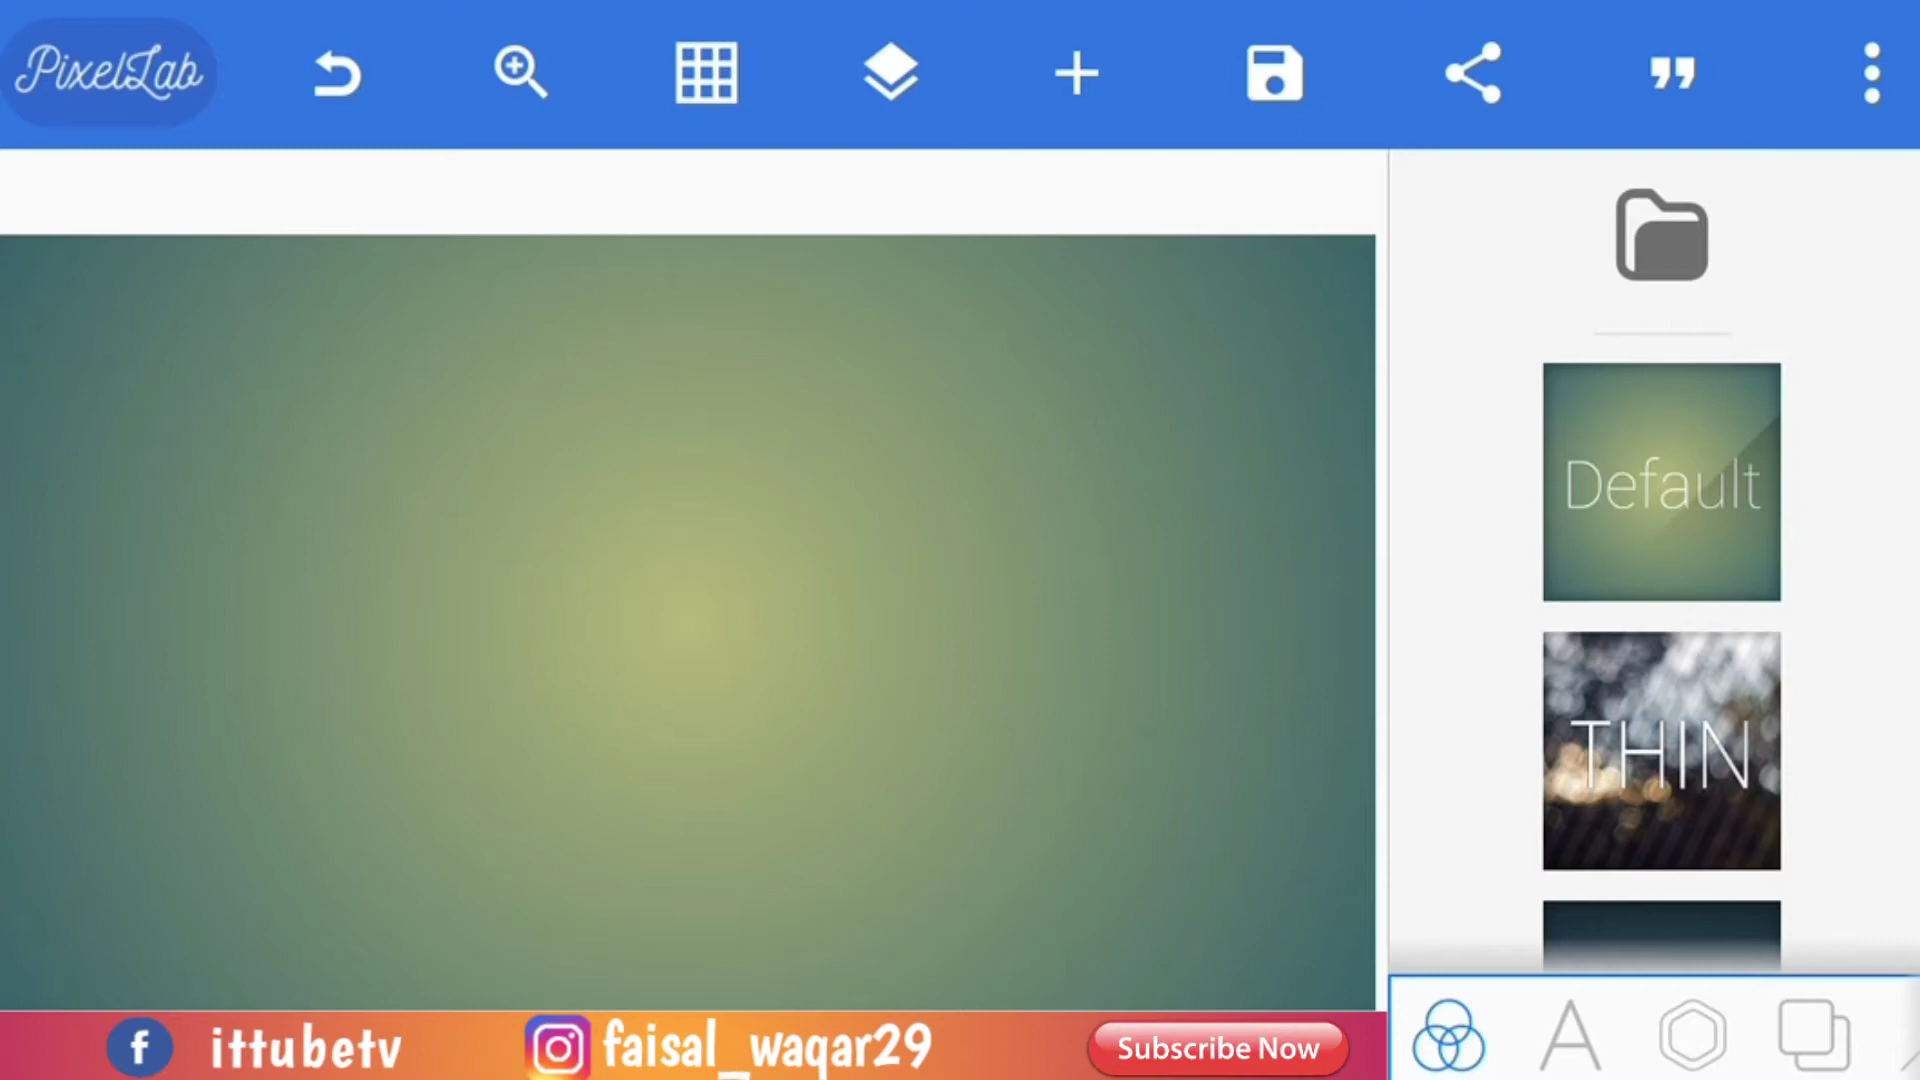 PixelLab
Default
THIN
f ittubetv
faisal_waqar29
Subscribe Now